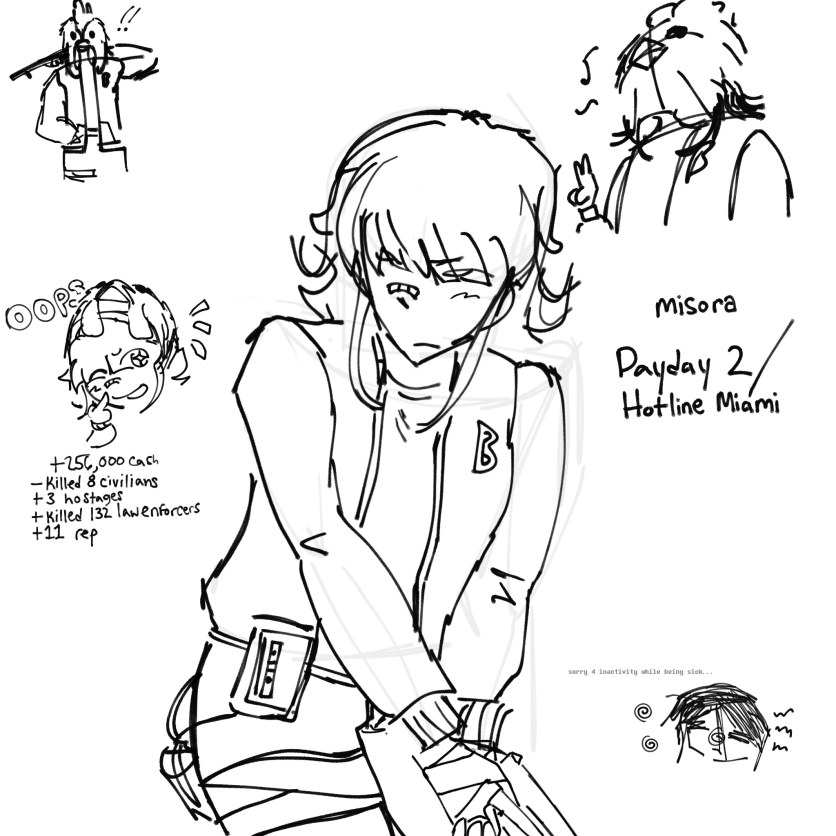 OOPS
+256,000 cash
- Killed 8 civilians
+3 hostages
+Killed 132 lawenforcers
+11 rep
B
B
misora
Payday 2/
Hotline Miami
sorry 4 inactivity while being sick...